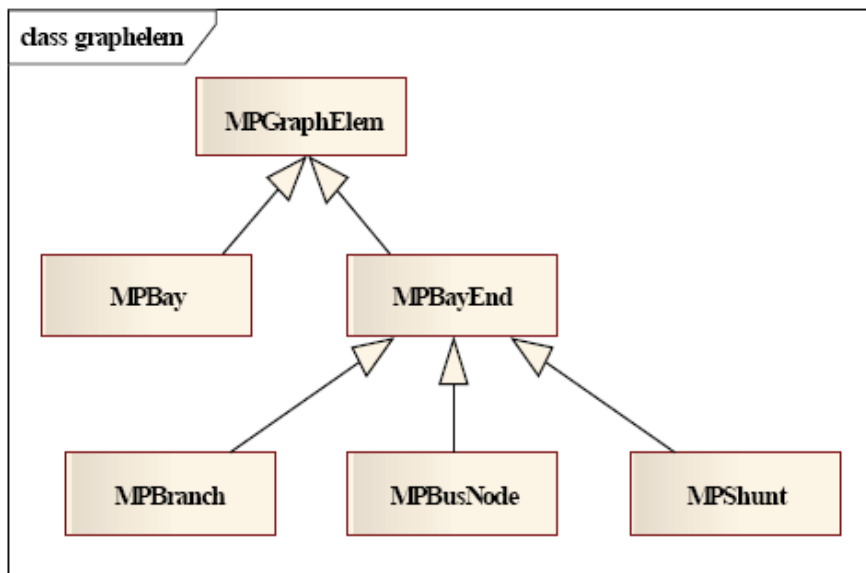 class graphelem
MPGraphElem
MPBay
MPBayEnd
MPBranch
MPBusNode
MPShunt